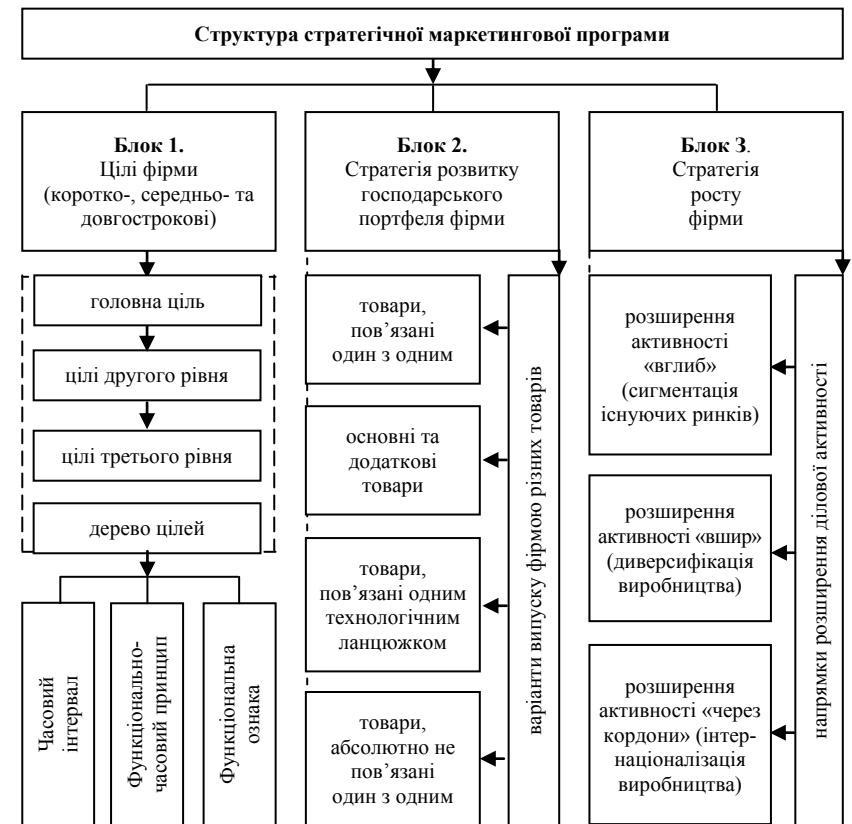 Структура стратегічної маркетингової програми
Блок 1.
Цілі фірми
(коротко-, середньо- та
довгострокові)
головна ціль
цілі другого рівня
цілі третього рівня
дерево цілей
Часовий
інтервал
Функціонально-
часовий принцип
Функціональна
ознака
Блок 2.
Стратегія розвитку
господарського
портфеля фірми
товари,
пов’язані
один з одним
основні та
додаткові
товари
товари,
пов’язані одним
технологічним
ланцюжком
товари,
абсолютно не
пов’язані
один з одним
варіанти випуску фірмою різних товарів
Блок 3.
Стратегія
росту
фірми
розширення
активності
«вглиб»
(сигментація
існуючих ринків)
розширення
активності «вшир»
(диверсифікація
виробництва)
розширення
активності «через
кордони» (інтер-
націоналізація
виробництва)
напрямки розширення ділової активності